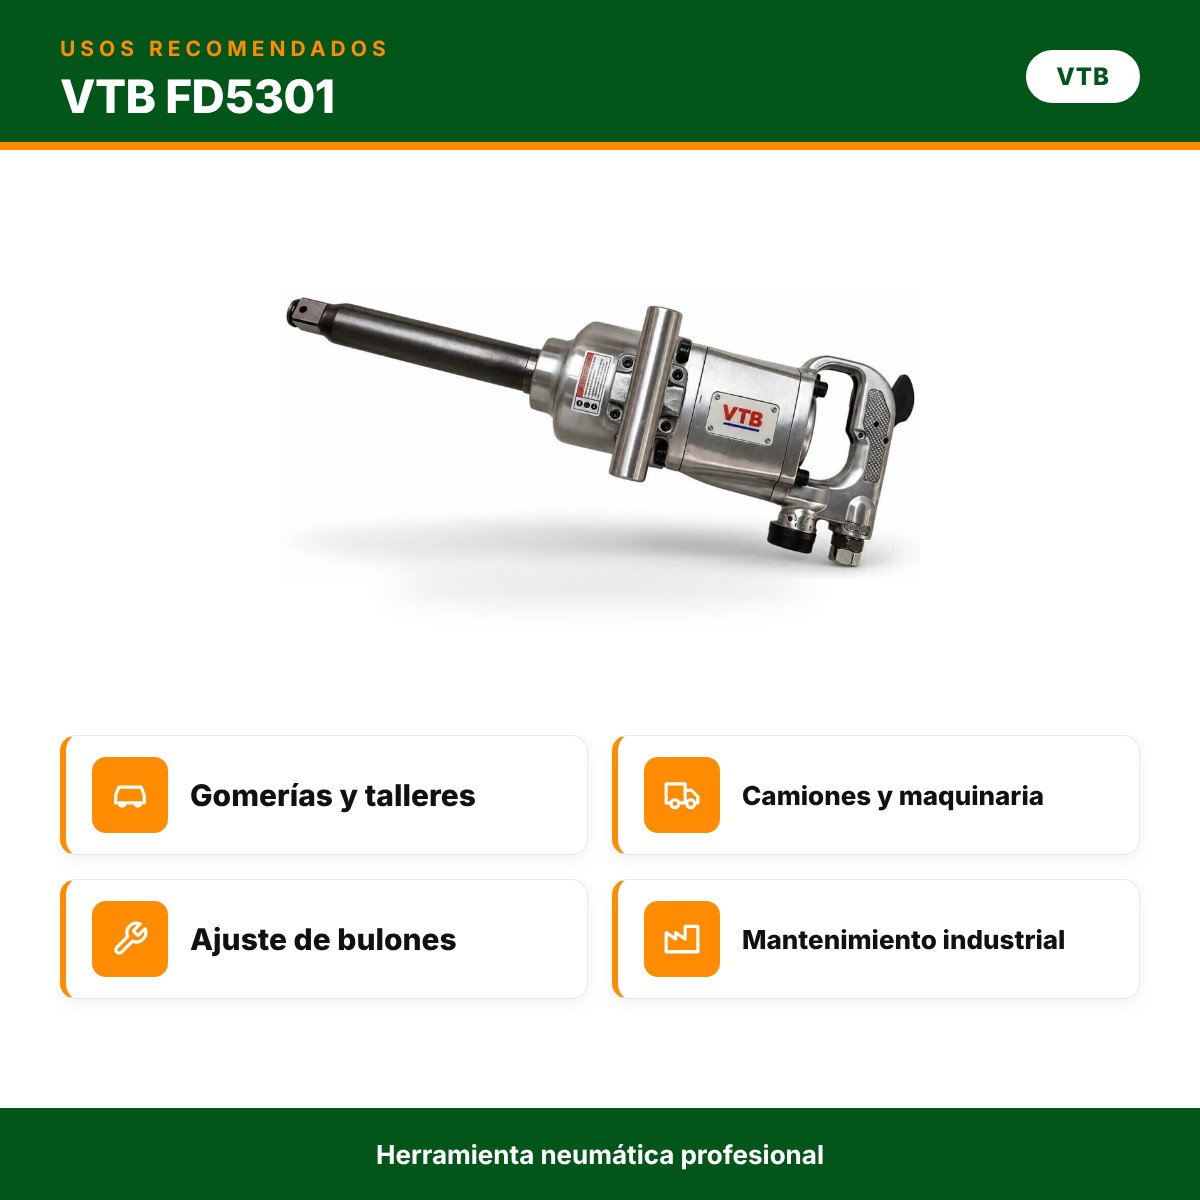 USOS RECOMENDADOS
VTB FD5301
VTB
VTB
Gomerías y talleres
Camiones y maquinaria
Ajuste de bulones
Mantenimiento industrial
Herramienta neumática profesional